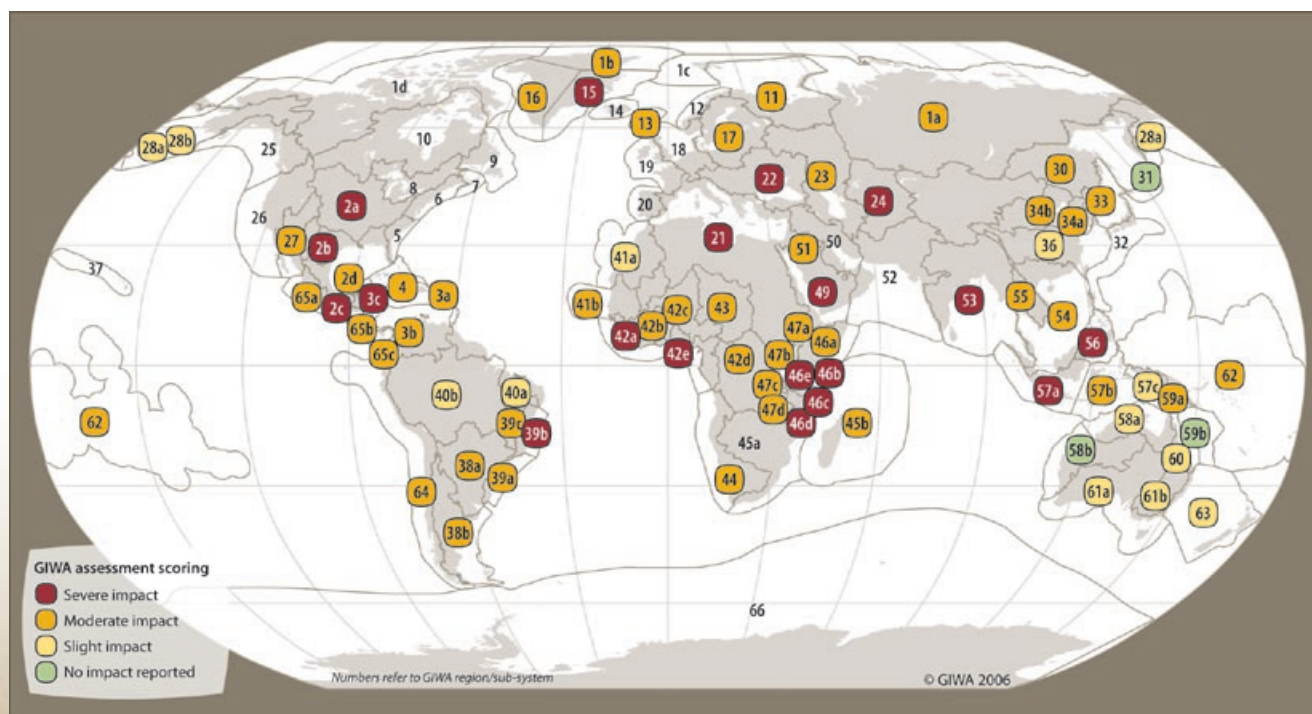 1b
1c
1d
15
11
16
14
12
13
1a
17
28a
28b
25
10
18
28a
9
19
30
31
8
22
23
7
6
24
20
2a
34b
33
34a
26
5
27
2b
21
51
50
36
32
41a
37
2d
4
52
65a
3c
3a
49
53
55
2c
41b
42c
43
54
65b
3b
42a
42b
47a
46a
56
65c
42e
42d
47b
46e
46b
62
40b
40a
47c
57a
57b
57c
59a
46c
62
39c
39b
47d
46d
45b
58a
59b
45a
58b
60
38a
39a
44
64
61a
61b
63
38b
GIWA assessment scoring
Severe impact
Moderate impact
Slight impact
No impact reported
66
Numbers refer to GIWA region/sub-system
© GIWA 2006